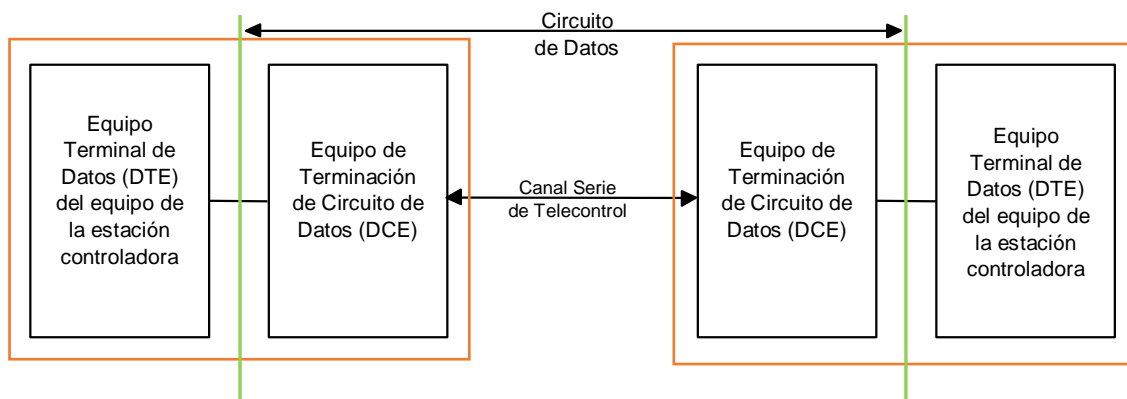 Circuito
de Datos
Equipo
Terminal de
Datos (DTE)
del equipo de
la estación
controladora
Equipo de
Terminación
de Circuito de
Datos (DCE)
Canal Serie
de Telecontrol
Equipo de
Terminación
de Circuito de
Datos (DCE)
Equipo
Terminal de
Datos (DTE)
del equipo de
la estación
controladora